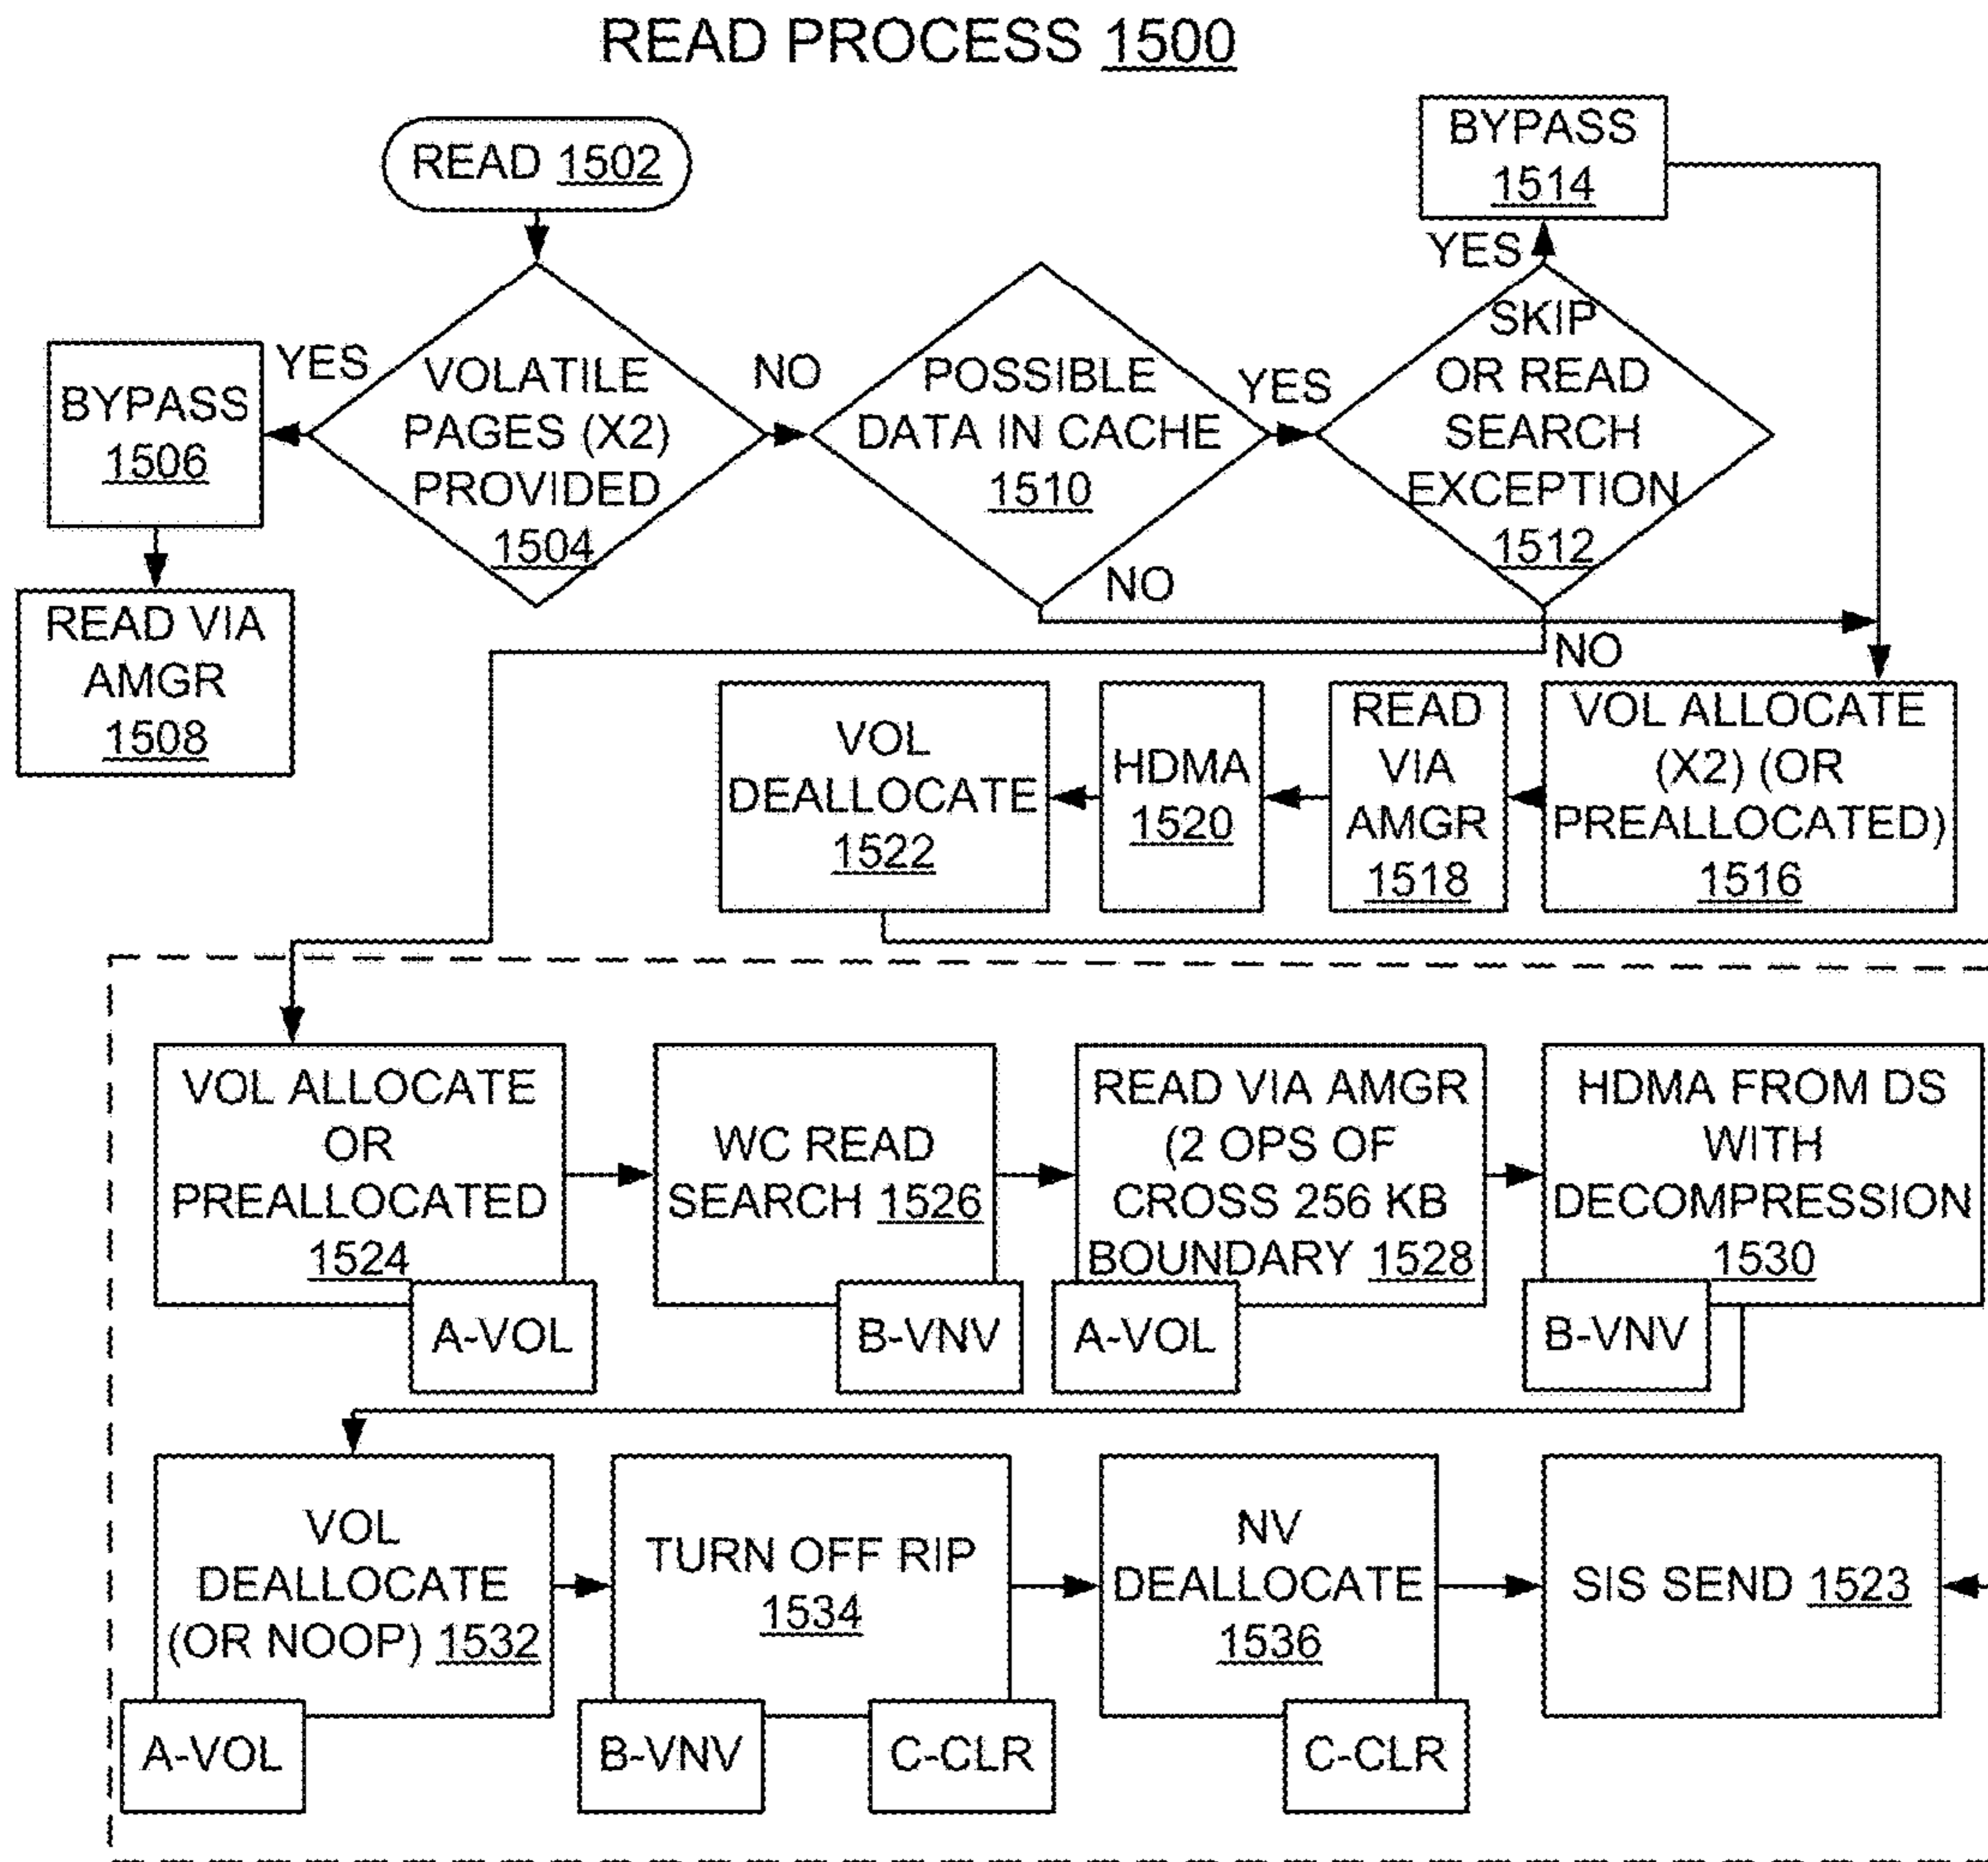 READ PROCESS 1500
READ 1502
VOLATILE
PAGES (X2)
PROVIDED
1504
YES
BYPASS
1506
READ VIA
AMGR
1508
NO
POSSIBLE
DATA IN CACHE
1510
YES
NO
SKIP
OR READ
SEARCH
EXCEPTION
1512
YES
BYPASS
1514
NO
VOL ALLOCATE
(X2) (OR
PREALLOCATED)
1516
READ
VIA
AMGR
1518
HDMA
1520
VOL
DEALLOCATE
1522
VOL ALLOCATE
OR
PREALLOCATED
1524
A-VOL
WC READ
SEARCH 1526
B-VNV
READ VIA AMGR
(2 OPS OF
CROSS 256 KB
BOUNDARY 1528
A-VOL
HDMA FROM DS
WITH
DECOMPRESSION
1530
B-VNV
VOL
DEALLOCATE
(OR NOOP) 1532
A-VOL
TURN OFF RIP
1534
B-VNV
C-CLR
NV
DEALLOCATE
1536
C-CLR
SIS SEND 1523